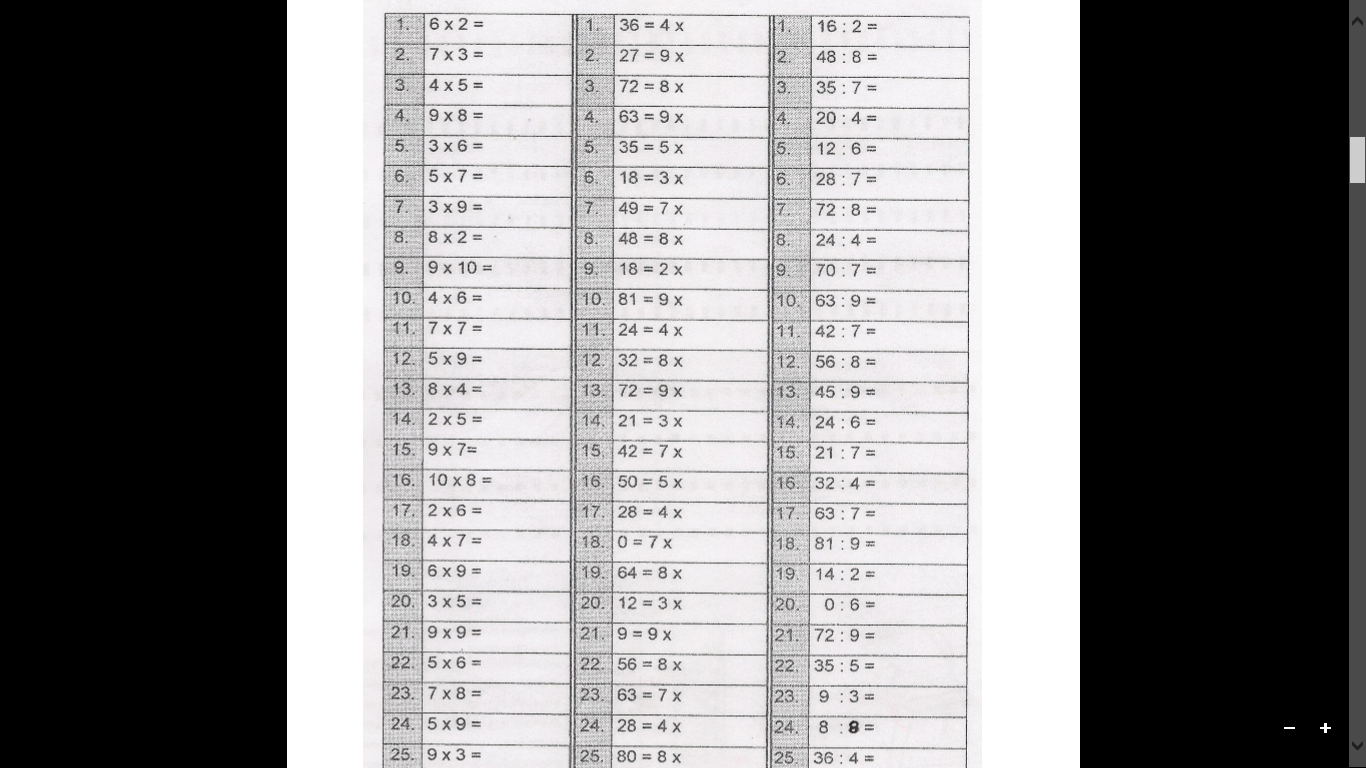 1. 6 x 2 = 1. 36 = 4 x 1. 16 : 2 =
2. 7 x 3 = 2. 27 = 9 x 2. 48 : 8 =
3. 4 x 5 = 3. 72 = 8 x 3. 35 : 7 =
4. 9 x 8 = 4. 63 = 9 x 4. 20 : 4 =
5. 3 x 6 = 5. 35 = 5 x 5. 12 : 6 =
6. 5 x 7 = 6. 18 = 3 x 6. 28 : 7 =
7. 3 x 9 = 7. 49 = 7 x 7. 72 : 8 =
8. 8 x 2 = 8. 48 = 8 x 8. 24 : 4 =
9. 9 x 10 = 9. 18 = 2 x 9. 70 : 7 =
10. 4 x 6 = 10. 81 = 9 x 10. 63 : 9 =
11. 7 x 7 = 11. 24 = 4 x 11. 42 : 7 =
12. 5 x 9 = 12. 32 = 8 x 12. 56 : 8 =
13. 8 x 4 = 13. 72 = 9 x 13. 45 : 9 =
14. 2 x 5 = 14. 21 = 3 x 14. 24 : 6 =
15. 9 x 7= 15. 42 = 7 x 15. 21 : 7 =
16. 10 x 8 = 16. 50 = 5 x 16. 32 : 4 =
17. 2 x 6 = 17. 28 = 4 x 17. 63 : 7 =
18. 4 x 7 = 18. 0 = 7 x 18. 81 : 9 =
19. 6 x 9 = 19. 64 = 8 x 19. 14 : 2 =
20. 3 x 5 = 20. 12 = 3 x 20. 0 : 6 =
21. 9 x 9 = 21. 9 = 9 x 21. 72 : 9 =
22. 5 x 6 = 22. 56 = 8 x 22. 35 : 5 =
23. 7 x 8 = 23. 63 = 7 x 23. 9 : 3 =
24. 5 x 9 = 24. 28 = 4 x 24. 8 : 8 =
25. 9 x 3 = 25. 80 = 8 x 25. 36 : 4 =